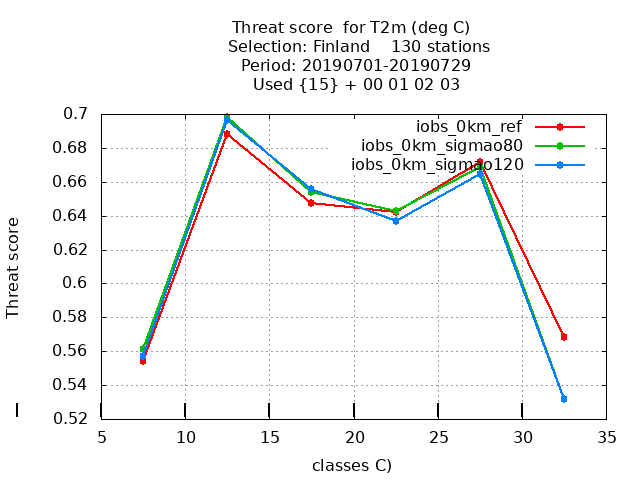 Threat score  for T2m (deg C)
Selection: Finland    130 stations
Period: 20190701-20190729
Used {15} + 00 01 02 03
0.7
0.68
0.66
0.64
0.62
0.6
0.58
0.56
0.54
0.52
Threat score
iobs_0km_ref
iobs_0km_sigmao80
iobs_0km_sigmao120
5
10
15
20
25
30
35
classes C)